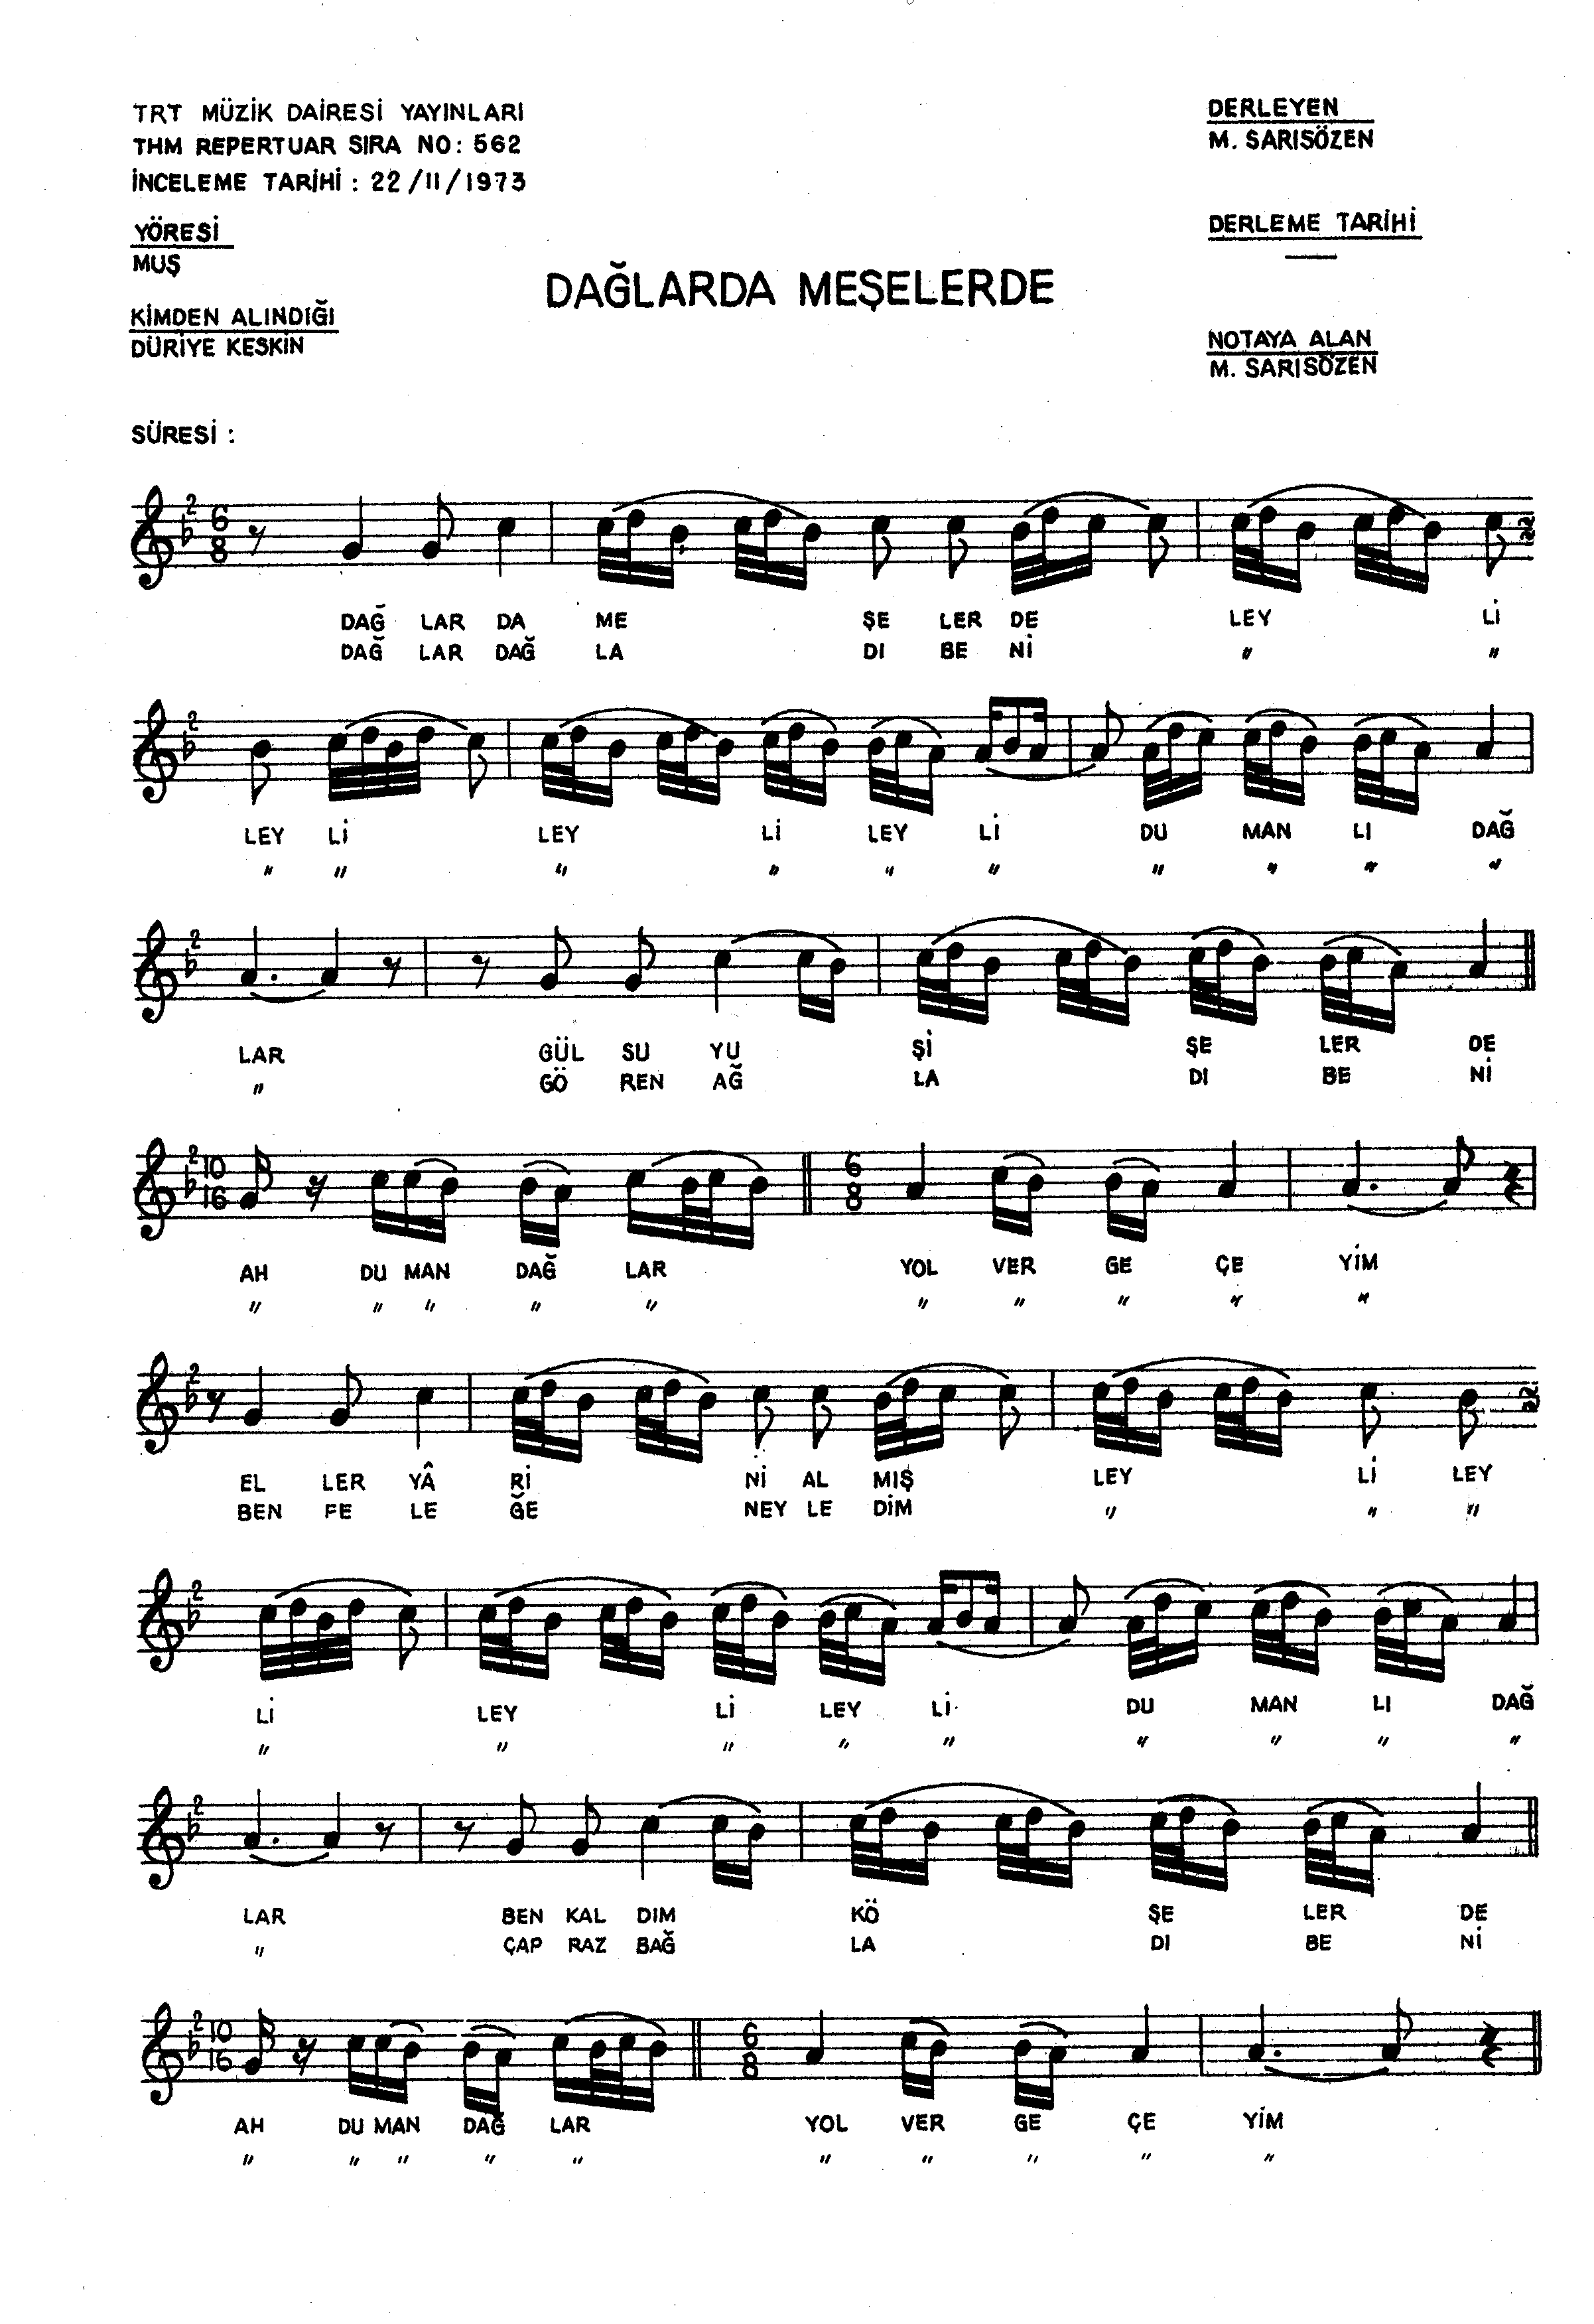 TRT MÜZİK DAİRESİ YAYINLARI
THM REPERTUAR SIRA NO: 562
İNCELEME TARİHİ : 22/11/1973
DERLEYEN
M. SARISÖZEN
YÖRESİ
MUŞ
DERLEME TARİHİ
DAĞLARDA MEŞELERDE
KİMDEN ALINDIĞI
DÜRİYE KESKİN
NOTAYA ALAN
M. SARISÖZEN
SÜRESİ :
2 6 8
DAĞ LAR DA ME ŞE LER DE LEY Lİ
DAĞ LAR DAĞ LA DI BE Nİ " "
2
LEY Lİ LEY Lİ LEY Lİ DU MAN LI DAĞ
" " " " " " " " " "
2
LAR GÜL SU YU Şİ ŞE LER DE
" GÖ REN AĞ LA DI BE Nİ
2 10 16 6 8
AH DU MAN DAĞ LAR YOL VER GE ÇE YİM
" " " " " " " " " "
2
EL LER YÂ Rİ Nİ AL MIŞ LEY Lİ LEY
BEN FE LE ĞE NEY LE DİM " " "
2
Lİ LEY Lİ LEY Lİ DU MAN LI DAĞ
" " " " " " " " "
2
LAR BEN KAL DIM KÖ ŞE LER DE
" ÇAP RAZ BAĞ LA DI BE Nİ
2 10 16 6 8
AH DU MAN DAĞ LAR YOL VER GE ÇE YİM
" " " " " " " " " "